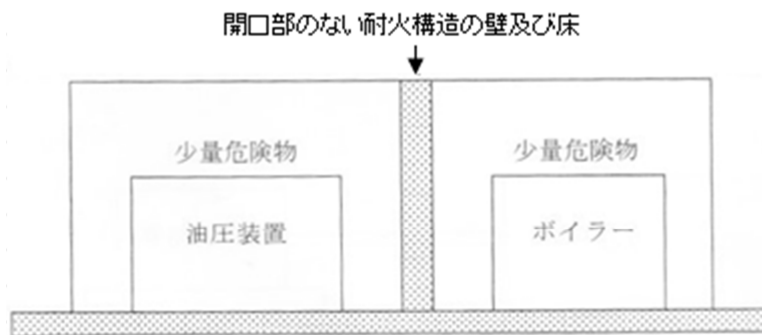 開口部のない耐火構造の壁及び床
少量危険物
少量危険物
油圧装置
ボイラー